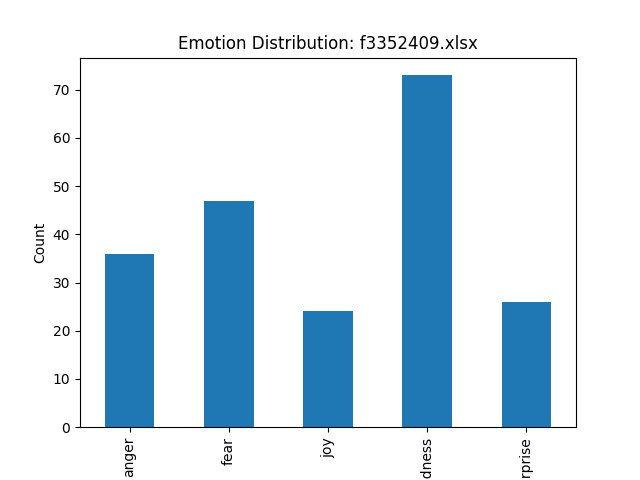 Emotion Distribution: f3352409.xlsx
Count
70
60
50
40
30
20
10
0
anger
fear
joy
dness
rprise